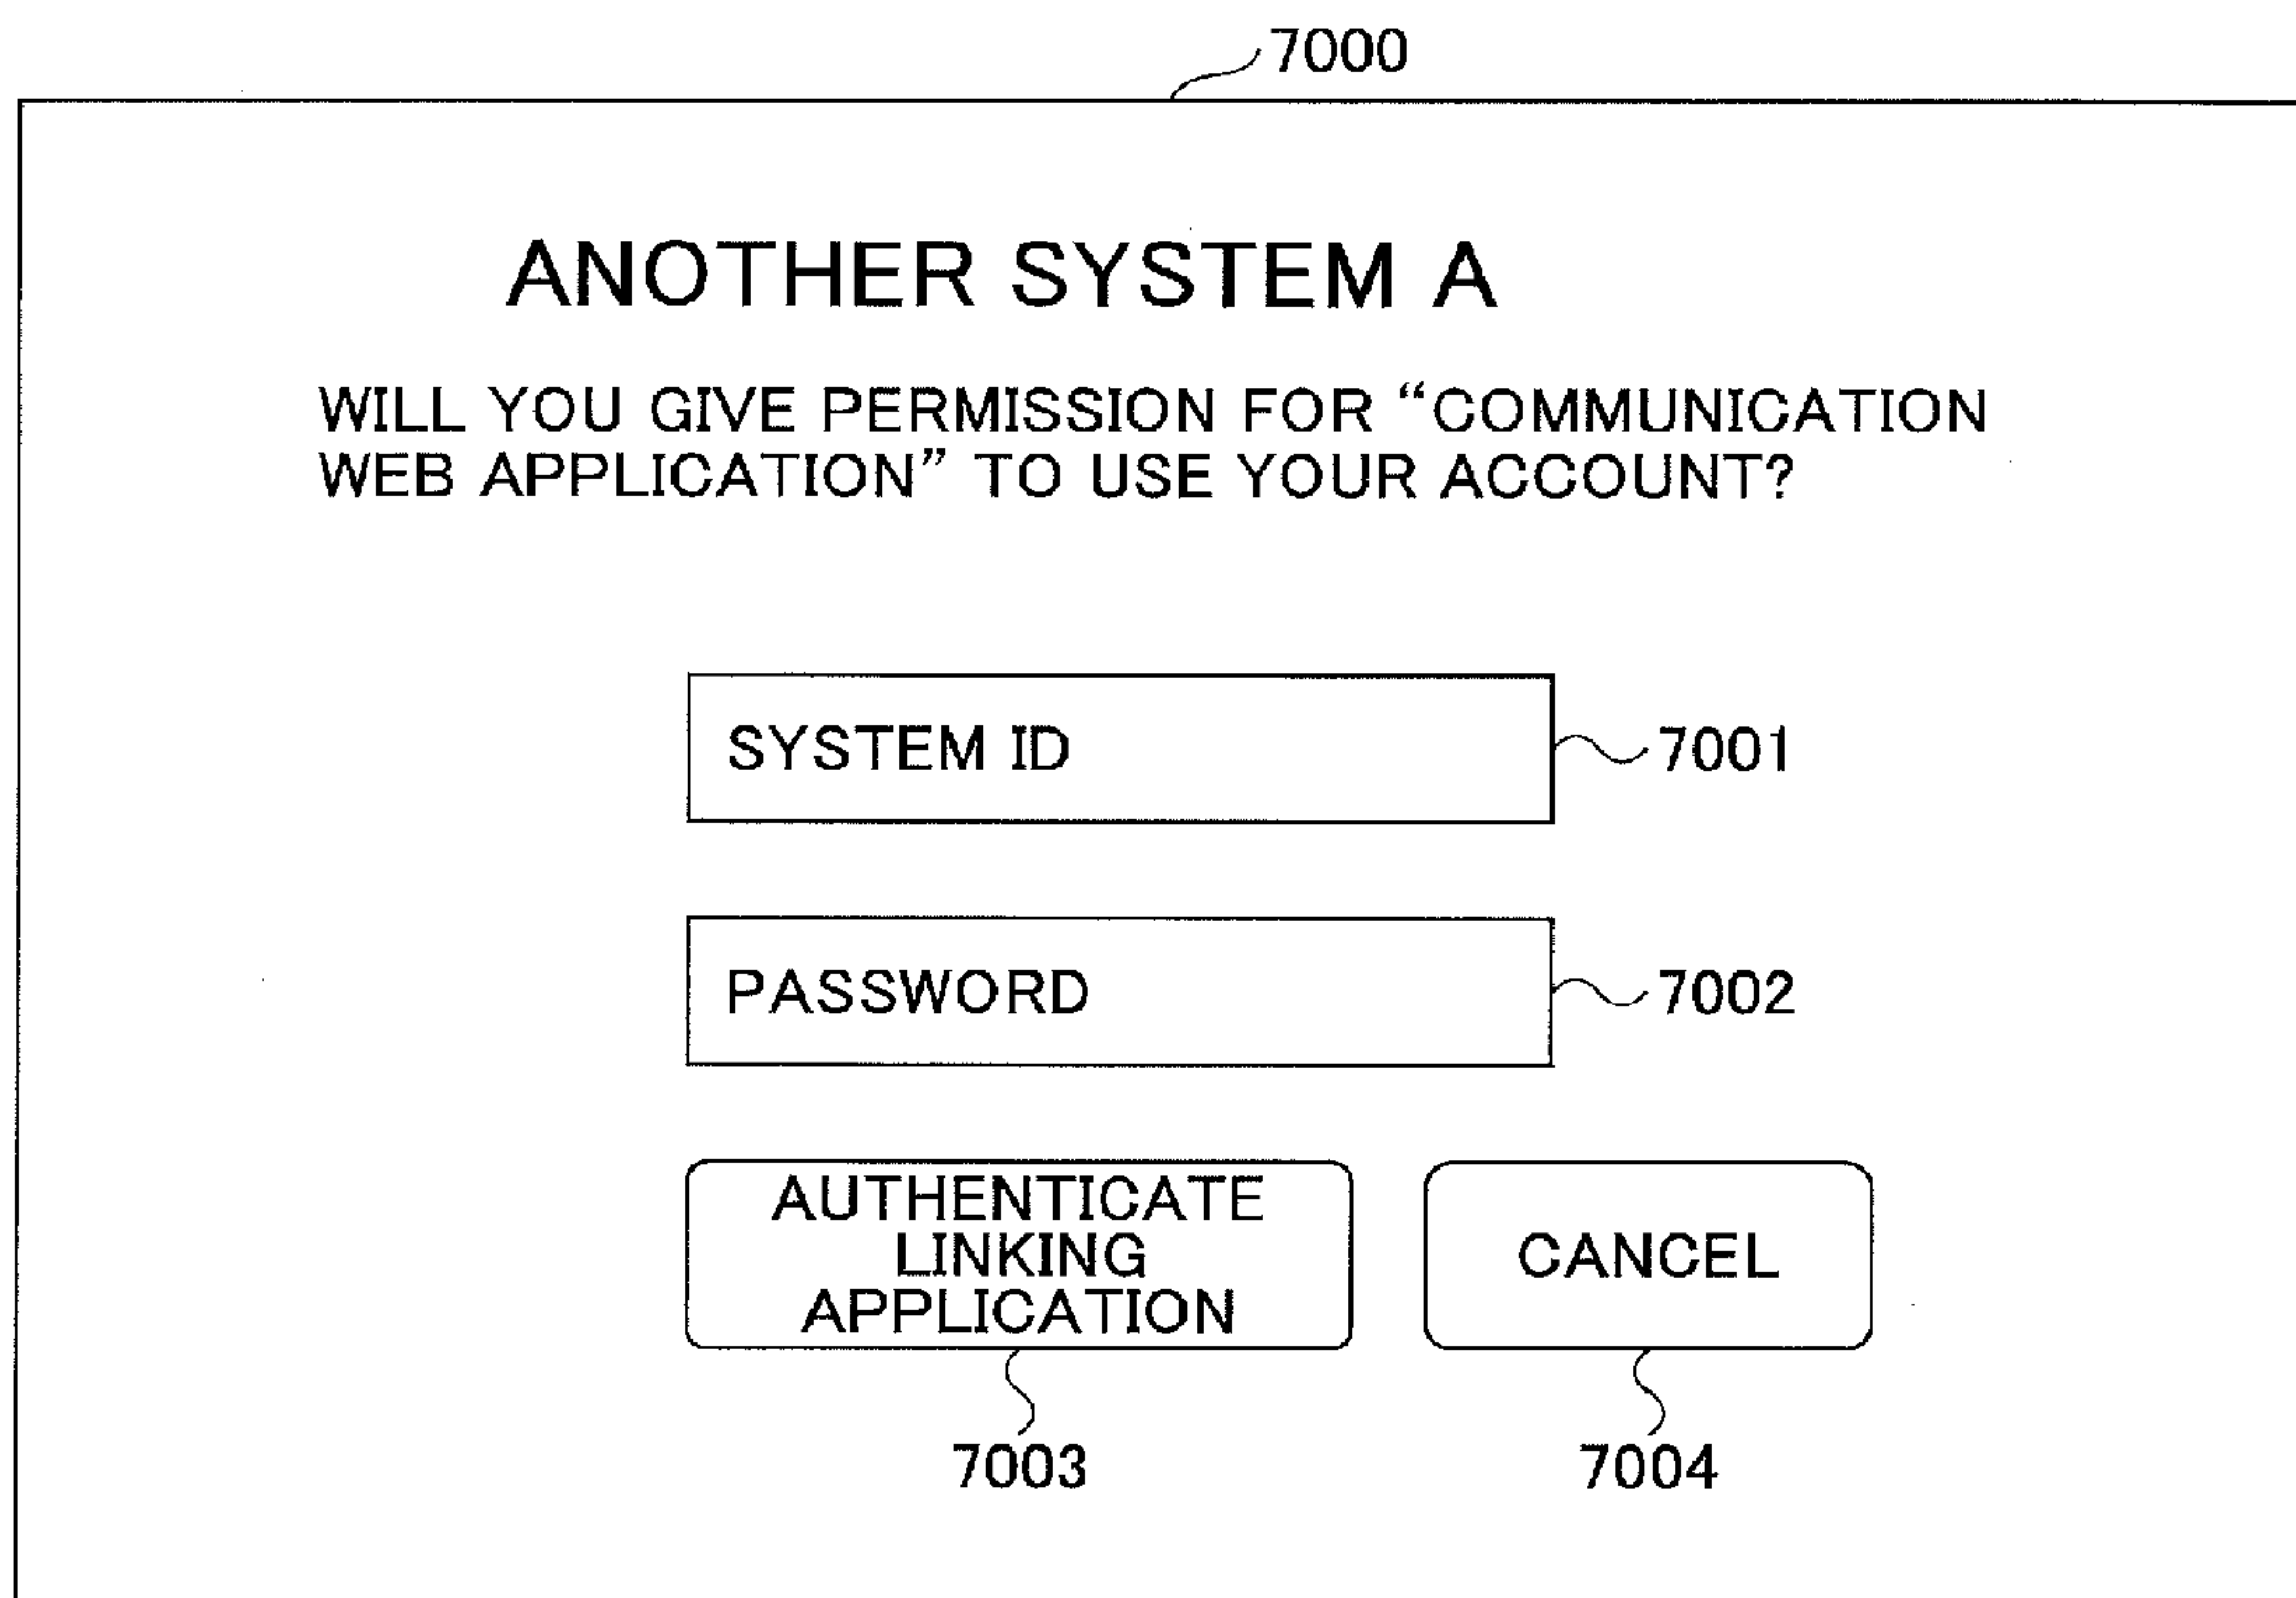 7000
ANOTHER SYSTEM A
WILL YOU GIVE PERMISSION FOR “COMMUNICATION
WEB APPLICATION” TO USE YOUR ACCOUNT?
SYSTEM ID
7001
PASSWORD
7002
AUTHENTICATE
LINKING
APPLICATION
CANCEL
7003
7004